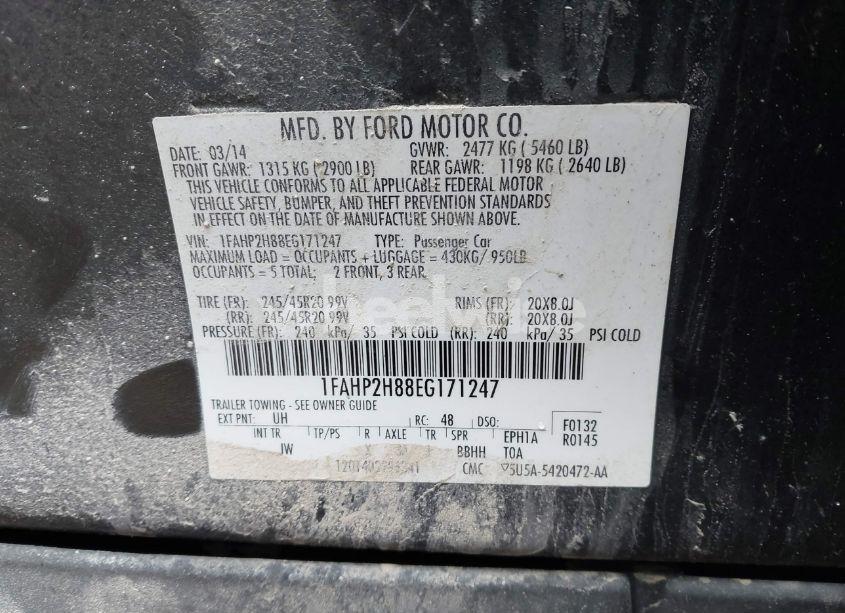 MFD. BY FORD MOTOR CO.
DATE: 03/14 GVWR: 2477 KG ( 5460 LB)
FRONT GAWR: 1315 KG ( 2900 LB) REAR GAWR: 1198 KG ( 2640 LB)
THIS VEHICLE CONFORMS TO ALL APPLICABLE FEDERAL MOTOR
VEHICLE SAFETY, BUMPER, AND THEFT PREVENTION STANDARDS
IN EFFECT ON THE DATE OF MANUFACTURE SHOWN ABOVE.
VIN: 1FAHP2H88EG171247 TYPE: Passenger Car
MAXIMUM LOAD = OCCUPANTS + LUGGAGE = 430KG/ 950LB
OCCUPANTS = 5 TOTAL; 2 FRONT, 3 REAR
TIRE (FR): 245/45R20 99V RIMS (FR): 20X8.0J
(RR): 245/45R20 99V (RR): 20X8.0J
PRESSURE (FR): 240 kPa/ 35 PSI COLD (RR): 240 kPa/ 35 PSI COLD
1FAHP2H88EG171247
TRAILER TOWING - SEE OWNER GUIDE
EXT PNT: UH RC: 48 DSO: F0132
INT TR TP/PS R AXLE TR SPR EPH1A R0145
JW BBHH TOA
CMC 5U5A-5420472-AA